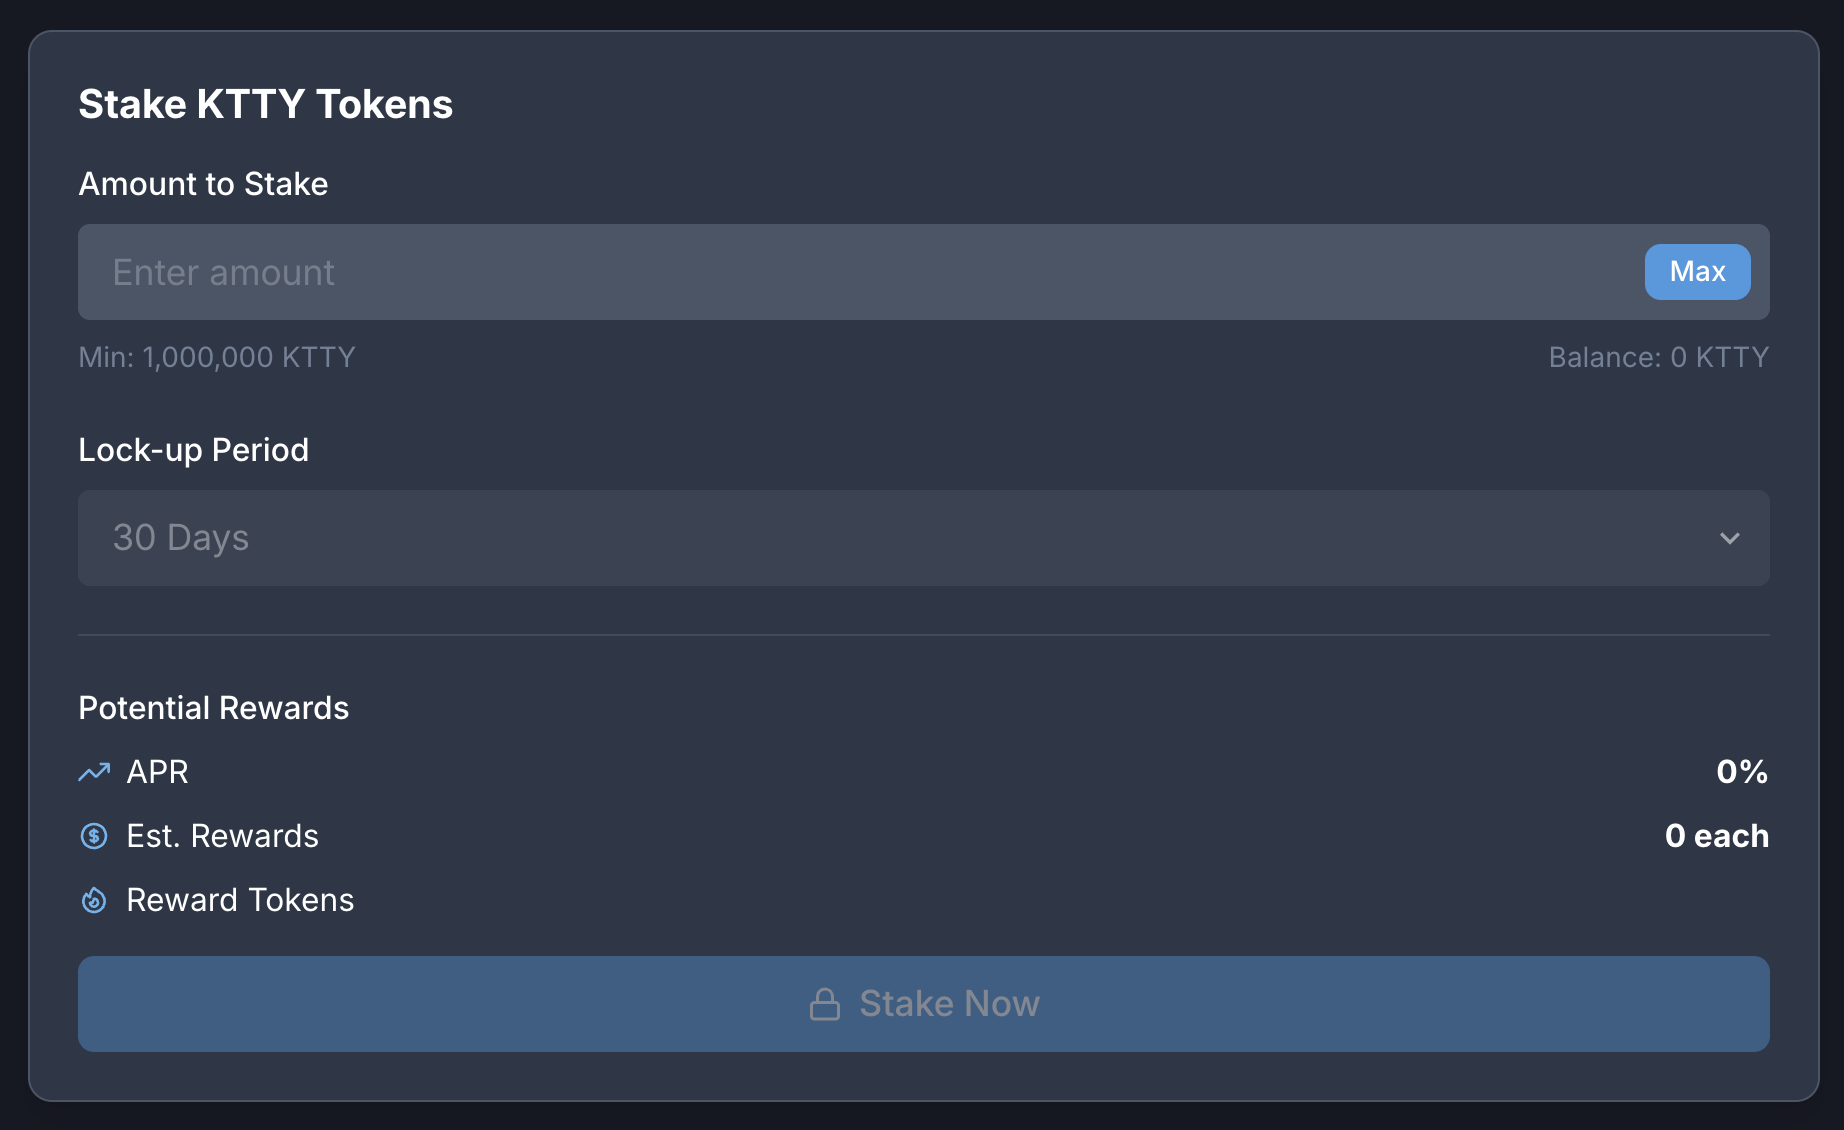 Stake KTTY Tokens
Amount to Stake
Enter amount
Max
Min: 1,000,000 KTTY
Balance: 0 KTTY
Lock-up Period
30 Days
Potential Rewards
APR
0%
Est. Rewards
0 each
Reward Tokens
Stake Now